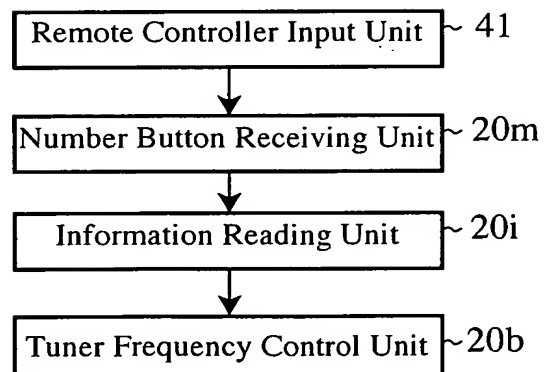 Remote Controller Input Unit ~ 41
Number Button Receiving Unit ~ 20m
Information Reading Unit ~ 20i
Tuner Frequency Control Unit ~ 20b